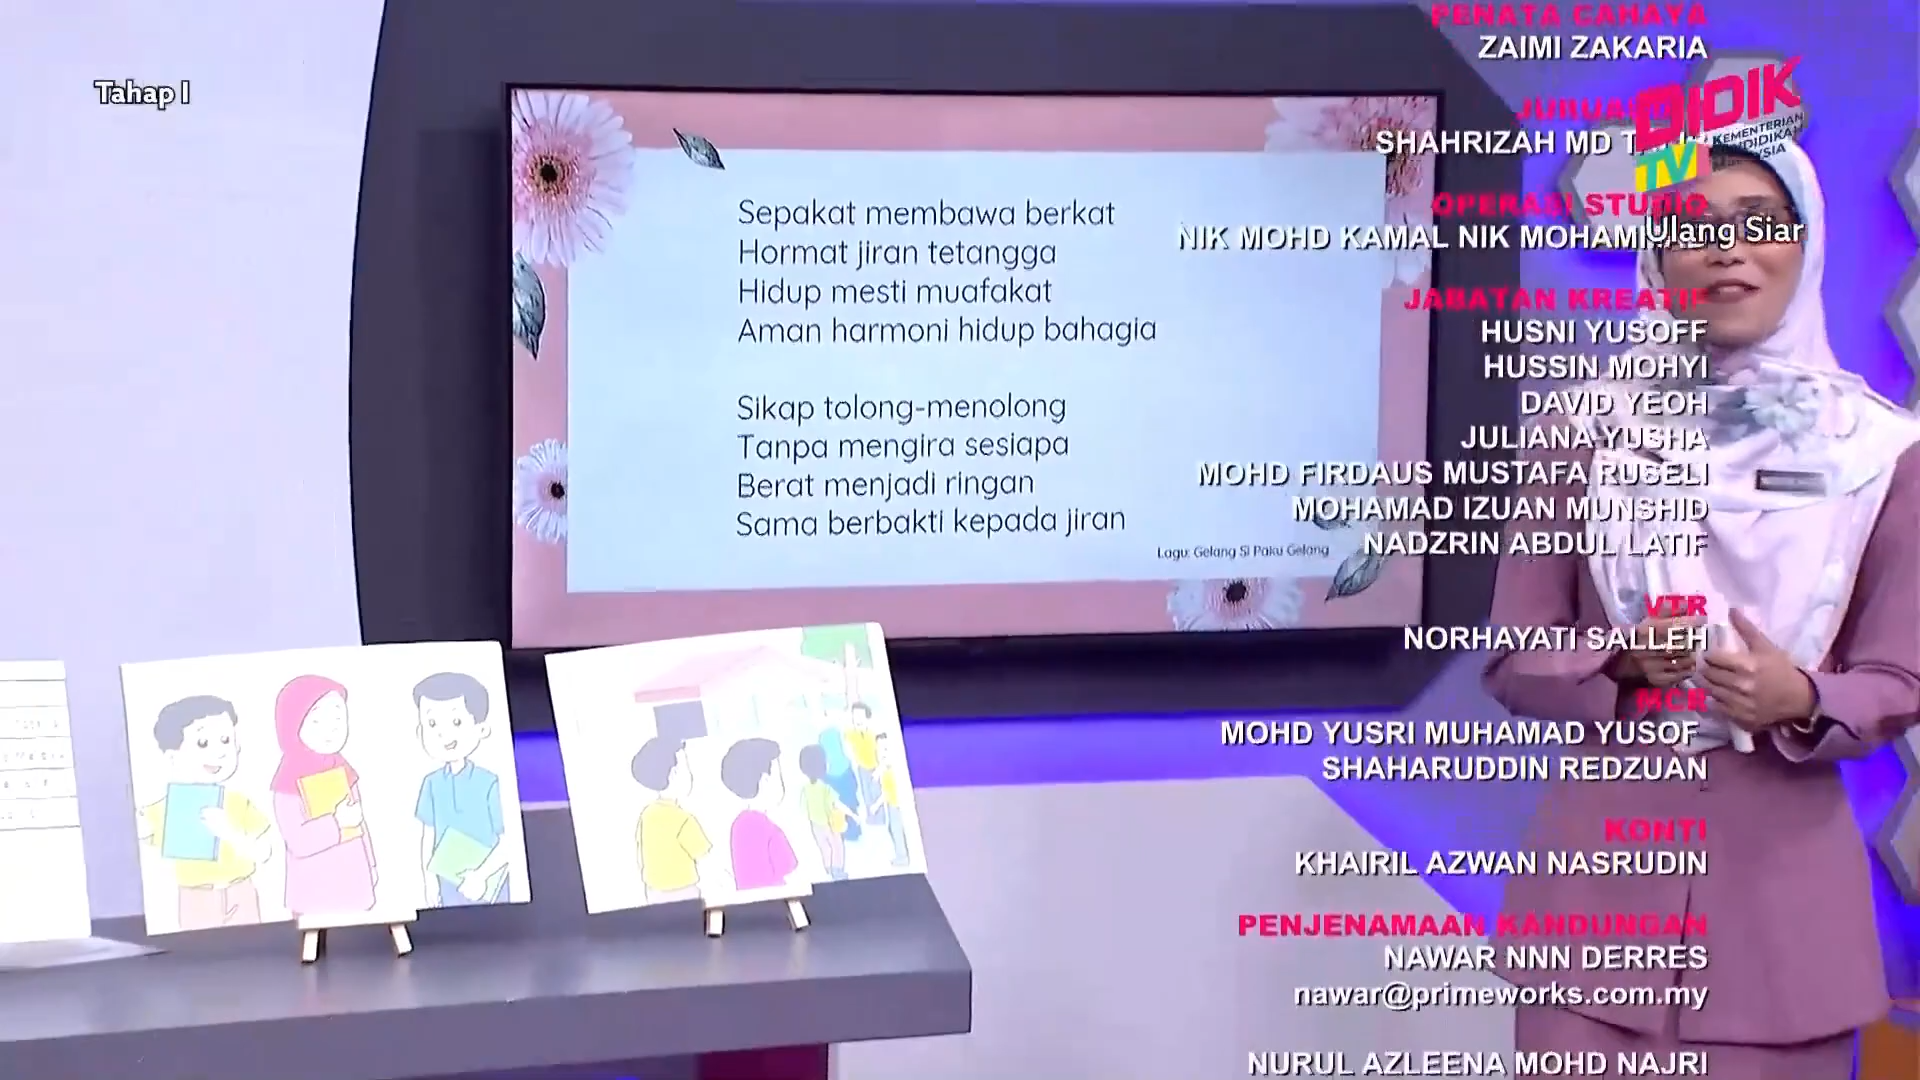 Tahap I
Sepakat membawa berkat
Hormat jiran tetangga
Hidup mesti muafakat
Aman harmoni hidup bahagia
Sikap tolong-menolong
Tanpa mengira sesiapa
Berat menjadi ringan
Sama berbakti kepada jiran
Lagu: Gelang Si Paku Gelang
PENATA CAHAYA
ZAIMI ZAKARIA
SHAHRIZAH MD
OPERASI STUDIO
NIK MOHD KAMAL NIK
JABATAN KREATIF
HUSNI YUSOFF
HUSSIN MOHYI
DAVID YEOH
JULIANA YUSHA
MOHD FIRDAUS MUSTAFA RUSELI
MOHAMAD IZUAN MUNSHID
NADZRIN ABDUL LATIF
VTR
NORHAYATI SALLEH
MCR
MOHD YUSRI MUHAMAD YUSOF
SHAHARUDDIN REDZUAN
KONTI
KHAIRIL AZWAN NASRUDIN
PENJENAMAAN KANDUNGAN
NAWAR NNN DERRES
nawar@primeworks.com.my
NURUL AZLEENA MOHD NAJRI
DIDIK
TV
KEMENTERIAN
PENDIDIKAN
MALAYSIA
Ulang Siar